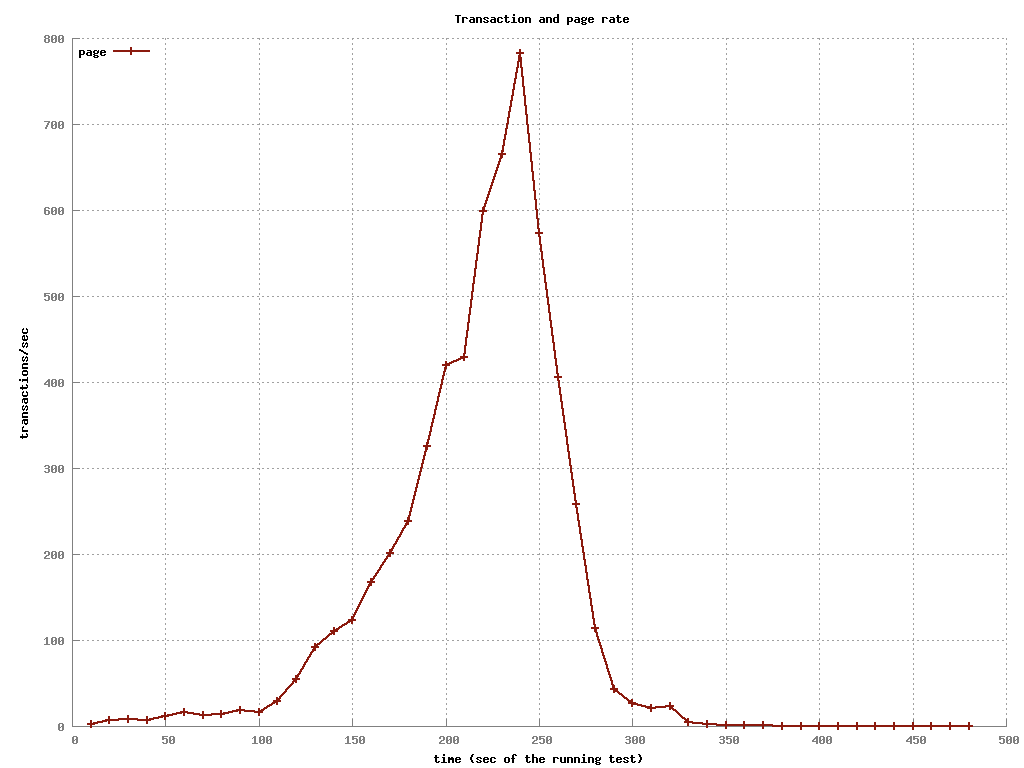 Transaction and page rate
page
800
700
600
500
400
300
200
100
0
transactions/sec
0 50 100 150 200 250 300 350 400 450 500
time (sec of the running test)